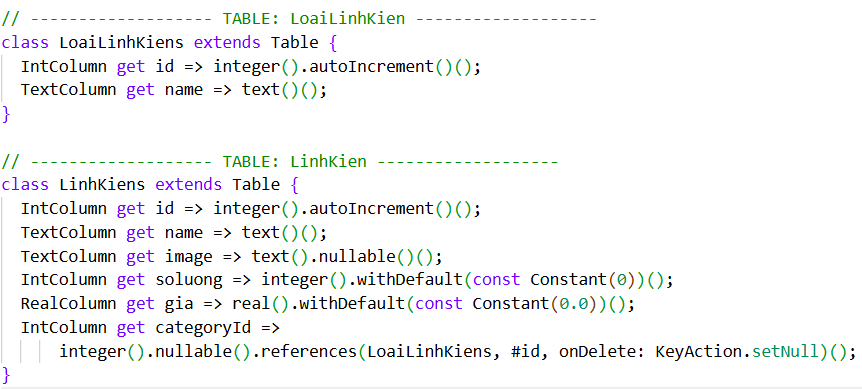 // ------------------- TABLE: LoaiLinhKien -------------------
class LoaiLinhKiens extends Table {
IntColumn get id => integer().autoIncrement()();
TextColumn get name => text()();
}
// ------------------- TABLE: LinhKien -------------------
class LinhKiens extends Table {
IntColumn get id => integer().autoIncrement()();
TextColumn get name => text()();
TextColumn get image => text().nullable()();
IntColumn get soluong => integer().withDefault(const Constant(0))();
RealColumn get gia => real().withDefault(const Constant(0.0))();
IntColumn get categoryId =>
integer().nullable().references(LoaiLinhKiens, #id, onDelete: KeyAction.setNull)();
}